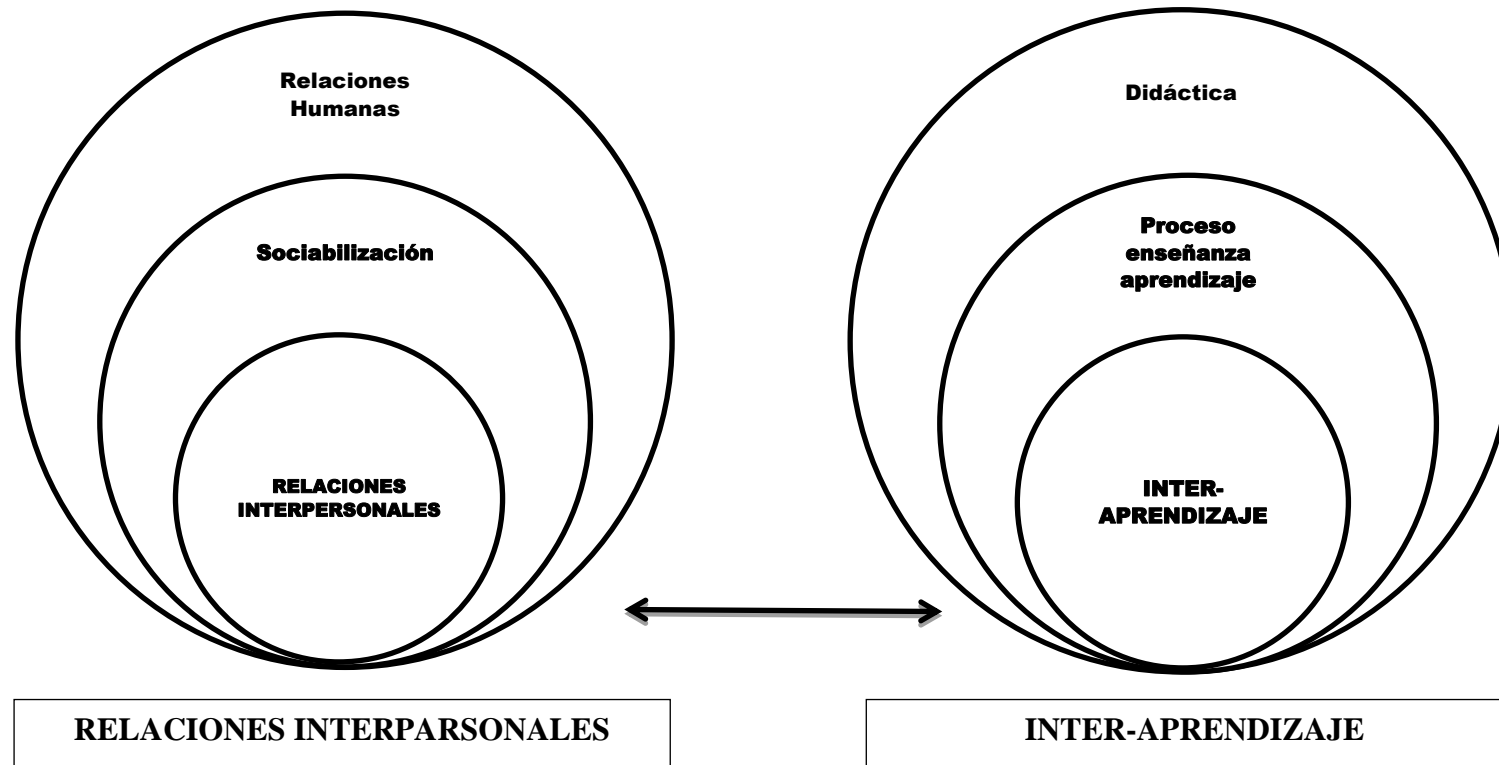 Relaciones
Humanas
Sociabilización
RELACIONES
INTERPERSONALES
Didáctica
Proceso
enseñanza
aprendizaje
INTER-
APRENDIZAJE
RELACIONES INTERPARSONALES
INTER-APRENDIZAJE